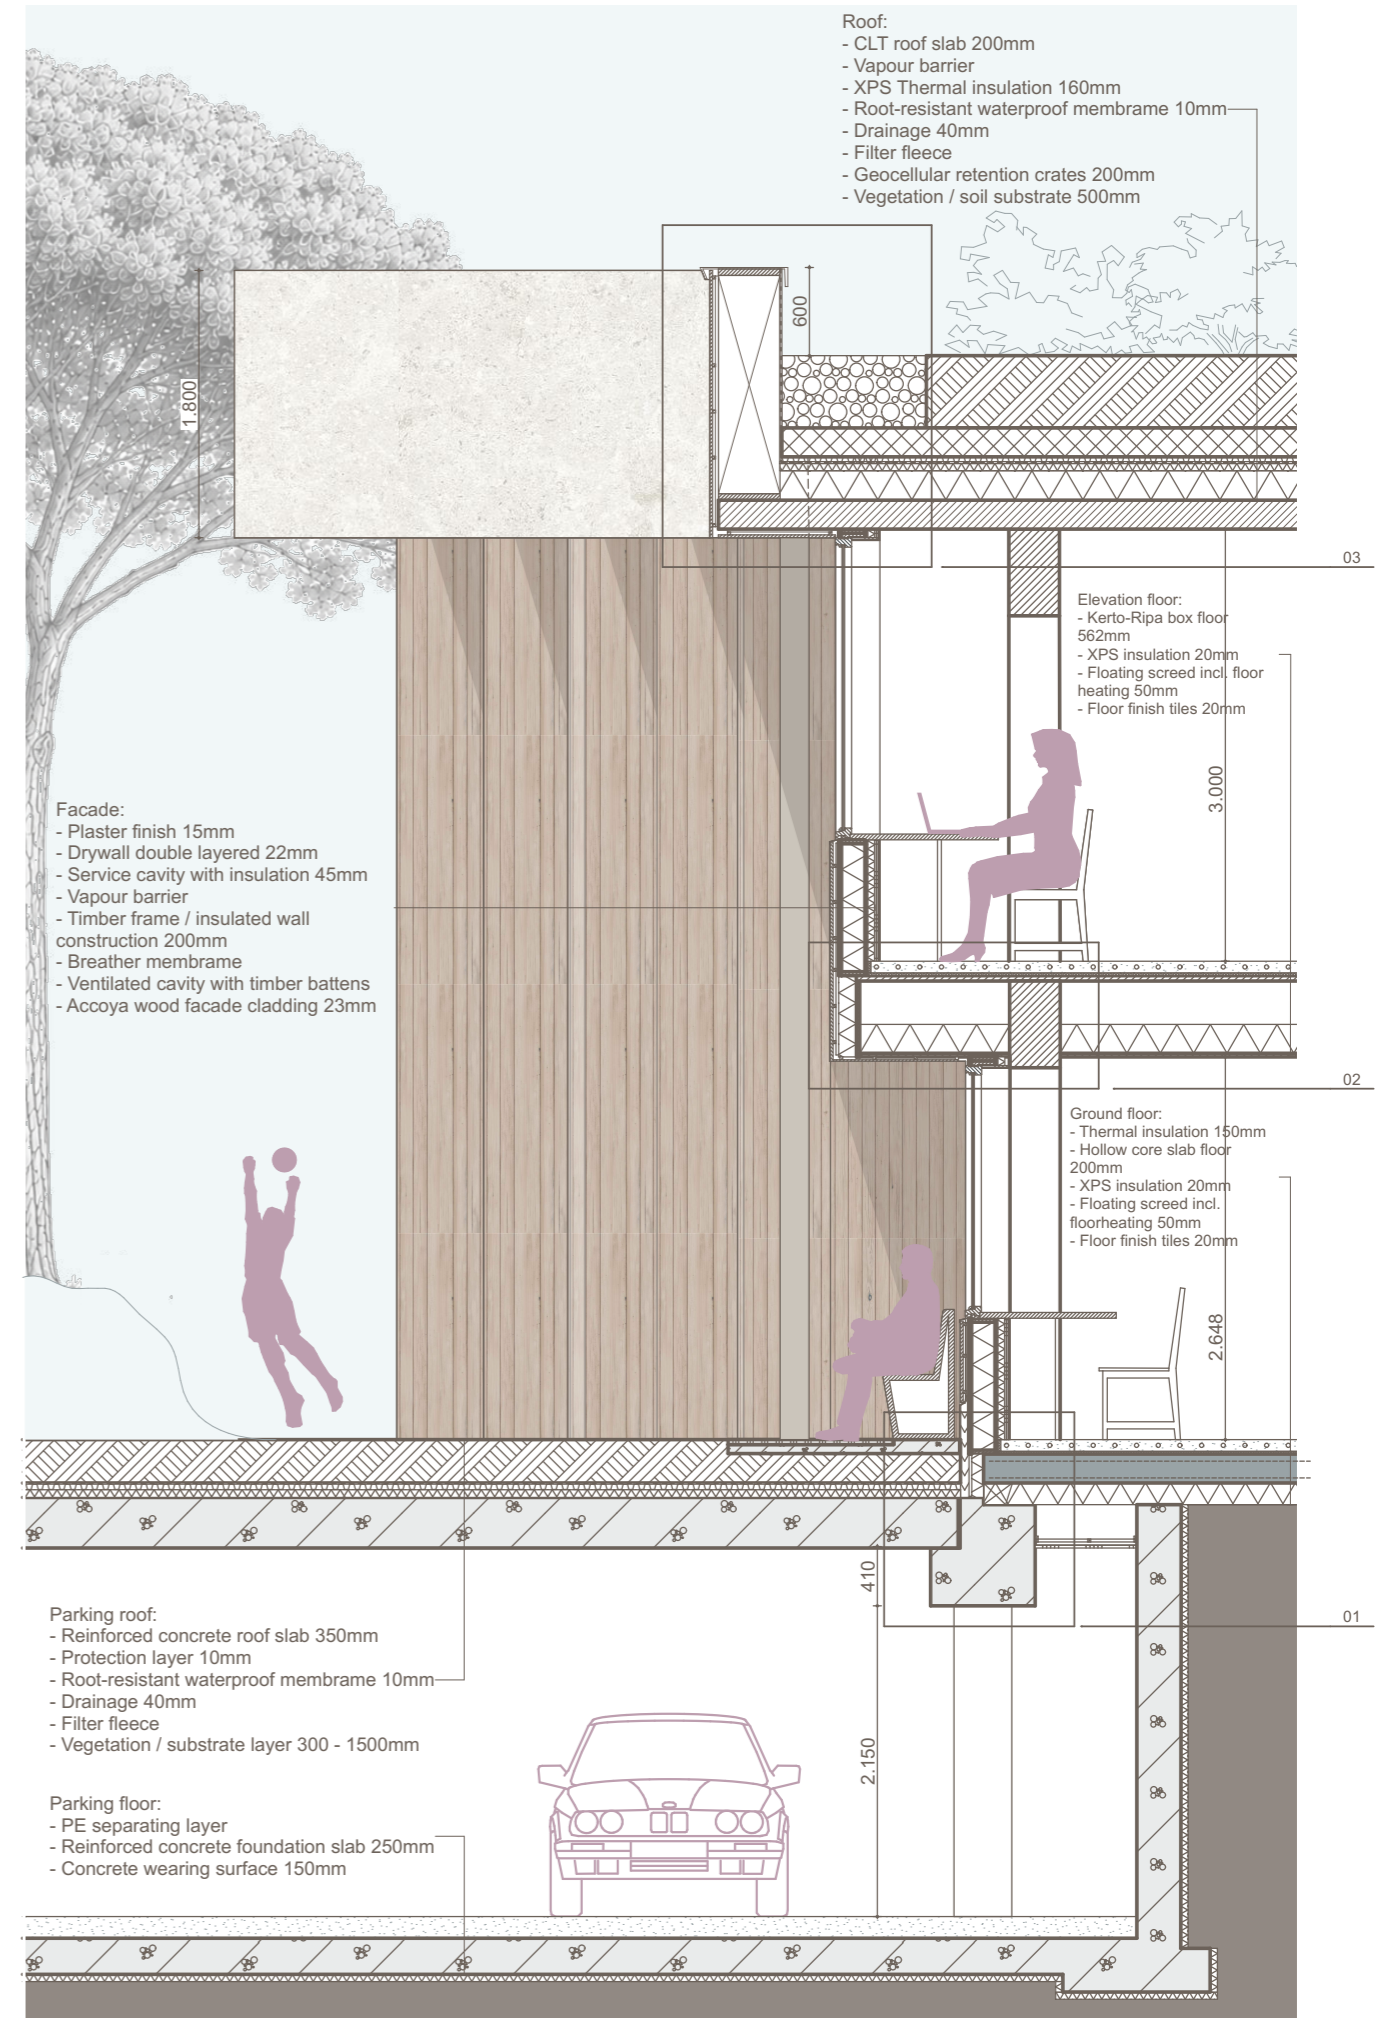 Roof:
- CLT roof slab 200mm
- Vapour barrier
- XPS Thermal insulation 160mm
- Root-resistant waterproof membrame 10mm
- Drainage 40mm
- Filter fleece
- Geocellular retention crates 200mm
- Vegetation / soil substrate 500mm
600
1.800
03
Elevation floor:
- Kerto-Ripa box floor
562mm
- XPS insulation 20mm
- Floating screed incl. floor
heating 50mm
- Floor finish tiles 20mm
3.000
Facade:
- Plaster finish 15mm
- Drywall double layered 22mm
- Service cavity with insulation 45mm
- Vapour barrier
- Timber frame / insulated wall
construction 200mm
- Breather membrame
- Ventilated cavity with timber battens
- Accoya wood facade cladding 23mm
02
Ground floor:
- Thermal insulation 150mm
- Hollow core slab floor
200mm
- XPS insulation 20mm
- Floating screed incl.
floorheating 50mm
- Floor finish tiles 20mm
2.648
410
01
Parking roof:
- Reinforced concrete roof slab 350mm
- Protection layer 10mm
- Root-resistant waterproof membrame 10mm
- Drainage 40mm
- Filter fleece
- Vegetation / substrate layer 300 - 1500mm
2.150
Parking floor:
- PE separating layer
- Reinforced concrete foundation slab 250mm
- Concrete wearing surface 150mm